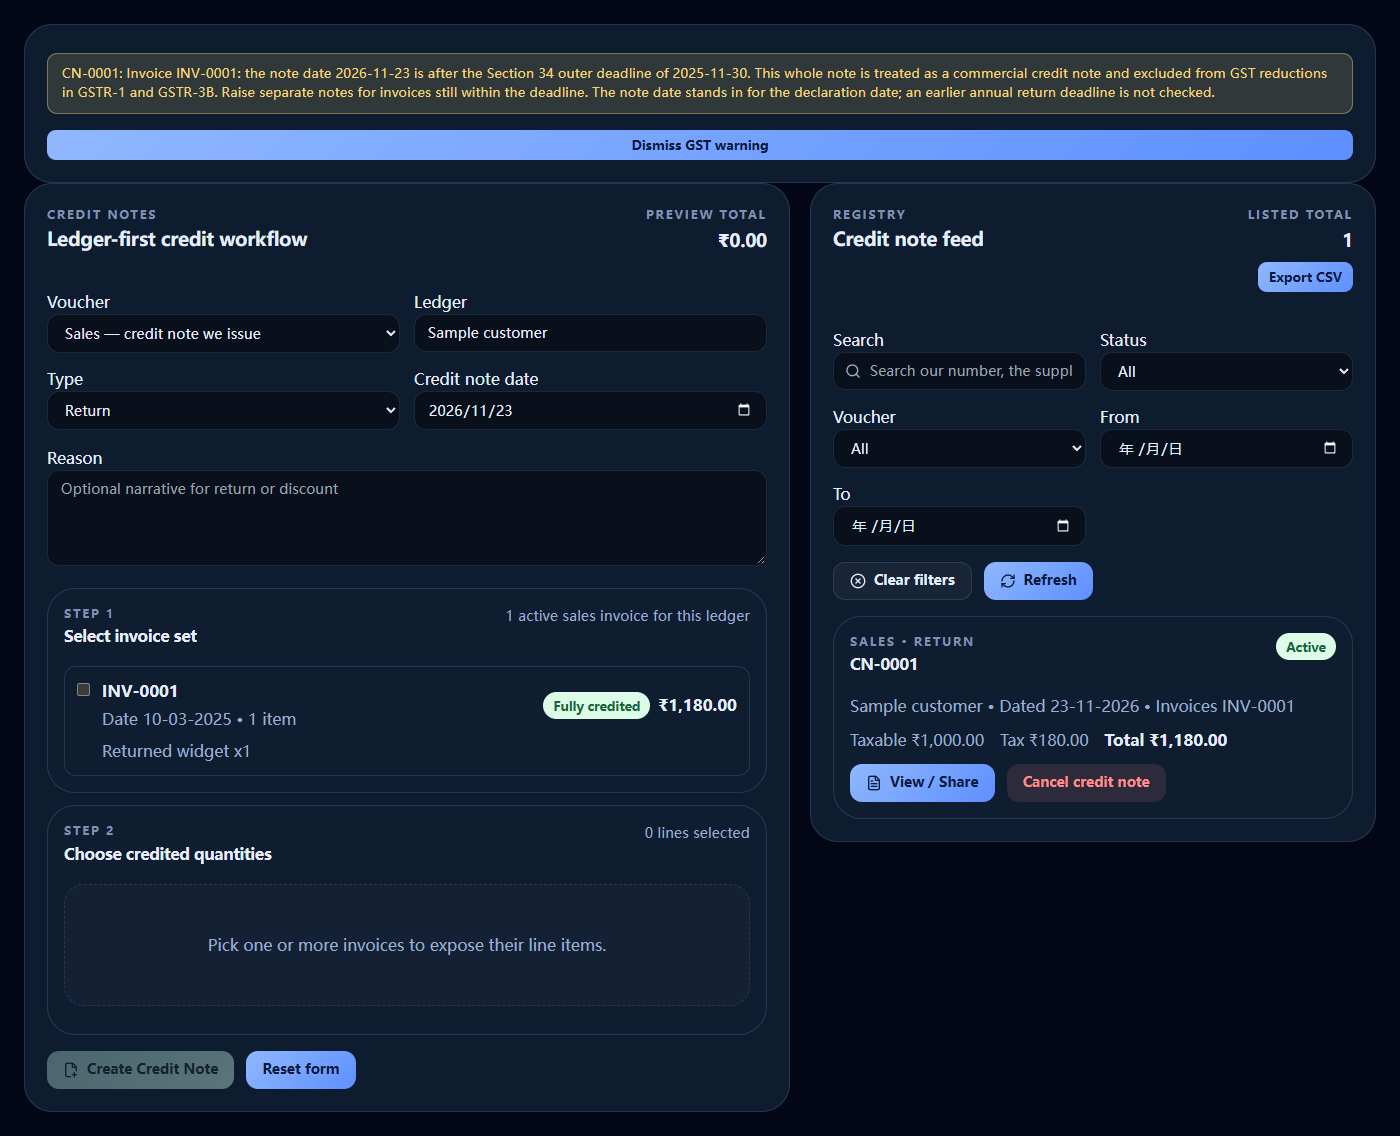 CN-0001: Invoice INV-0001: the note date 2026-11-23 is after the Section 34 outer deadline of 2025-11-30. This whole note is treated as a commercial credit note and excluded from GST reductions
in GSTR-1 and GSTR-3B. Raise separate notes for invoices still within the deadline. The note date stands in for the declaration date; an earlier annual return deadline is not checked.
Dismiss GST warning
CREDIT NOTES
Ledger-first credit workflow
PREVIEW TOTAL
₹0.00
Voucher
Sales — credit note we issue
Ledger
Sample customer
Type
Return
Credit note date
2026/11/23
Reason
Optional narrative for return or discount
STEP 1
Select invoice set
1 active sales invoice for this ledger
INV-0001
Date 10-03-2025 • 1 item
Returned widget x1
Fully credited
₹1,180.00
STEP 2
Choose credited quantities
0 lines selected
Pick one or more invoices to expose their line items.
Create Credit Note
Reset form
REGISTRY
Credit note feed
LISTED TOTAL
1
Export CSV
Search
Search our number, the suppl
Status
All
Voucher
All
From
年 /月/日
To
年 /月/日
Clear filters
Refresh
SALES • RETURN
CN-0001
Active
Sample customer • Dated 23-11-2026 • Invoices INV-0001
Taxable ₹1,000.00 Tax ₹180.00 Total ₹1,180.00
View / Share
Cancel credit note